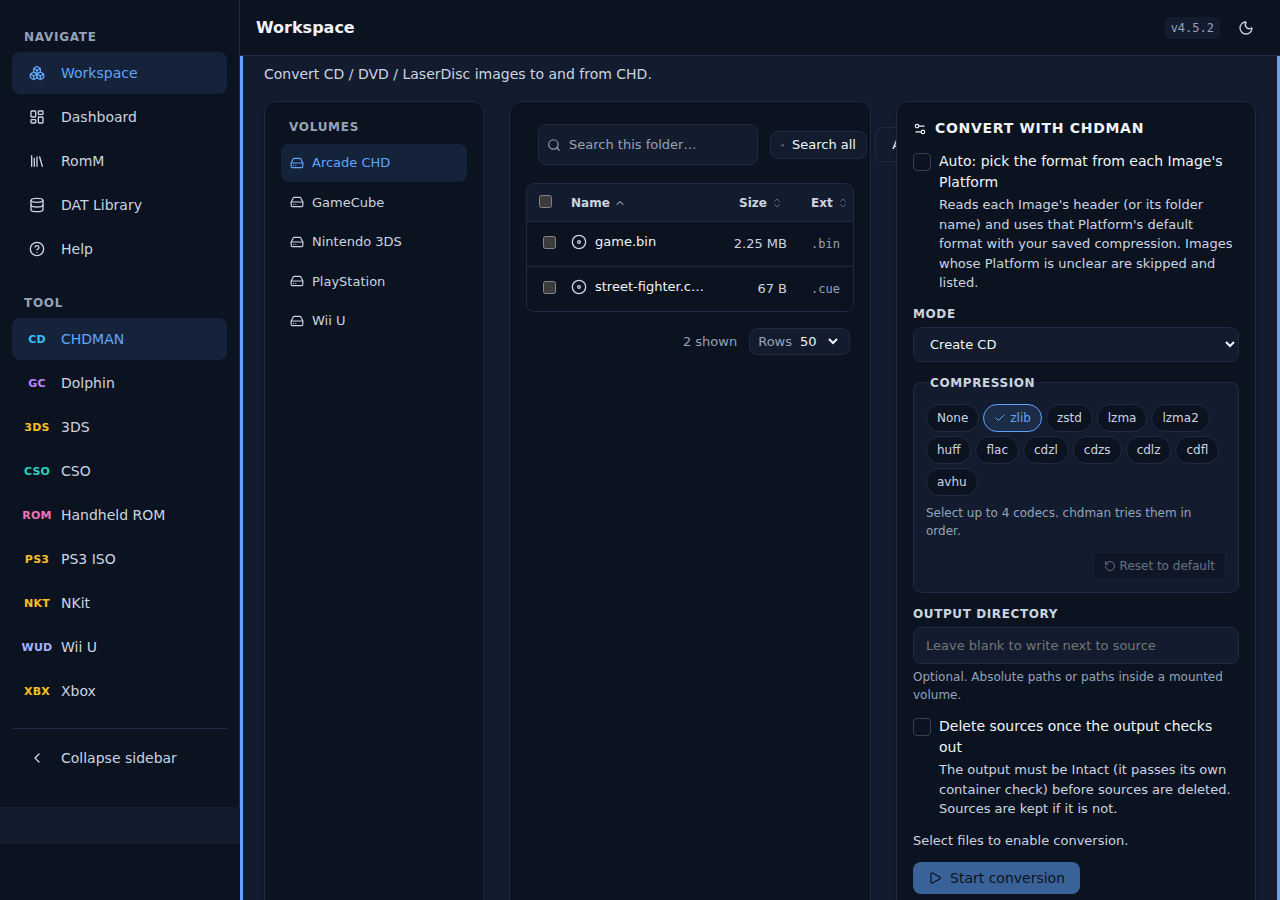 NAVIGATE
Workspace
Dashboard
RomM
DAT Library
Help
TOOL
CD CHDMAN
GC Dolphin
3DS 3DS
CSO CSO
ROM Handheld ROM
PS3 PS3 ISO
NKT NKit
WUD Wii U
XBX Xbox
Collapse sidebar
Workspace
v4.5.2
Convert CD / DVD / LaserDisc images to and from CHD.
VOLUMES
Arcade CHD
GameCube
Nintendo 3DS
PlayStation
Wii U
Search this folder…
Search all
Name Size Ext
game.bin 2.25 MB .bin
street-fighter.c… 67 B .cue
2 shown Rows 50
CONVERT WITH CHDMAN
Auto: pick the format from each Image's
Platform
Reads each Image's header (or its folder
name) and uses that Platform's default
format with your saved compression. Images
whose Platform is unclear are skipped and
listed.
MODE
Create CD
COMPRESSION
None zlib zstd lzma lzma2
huff flac cdzl cdzs cdlz cdfl
avhu
Select up to 4 codecs. chdman tries them in
order.
Reset to default
OUTPUT DIRECTORY
Leave blank to write next to source
Optional. Absolute paths or paths inside a mounted
volume.
Delete sources once the output checks
out
The output must be Intact (it passes its own
container check) before sources are deleted.
Sources are kept if it is not.
Select files to enable conversion.
Start conversion